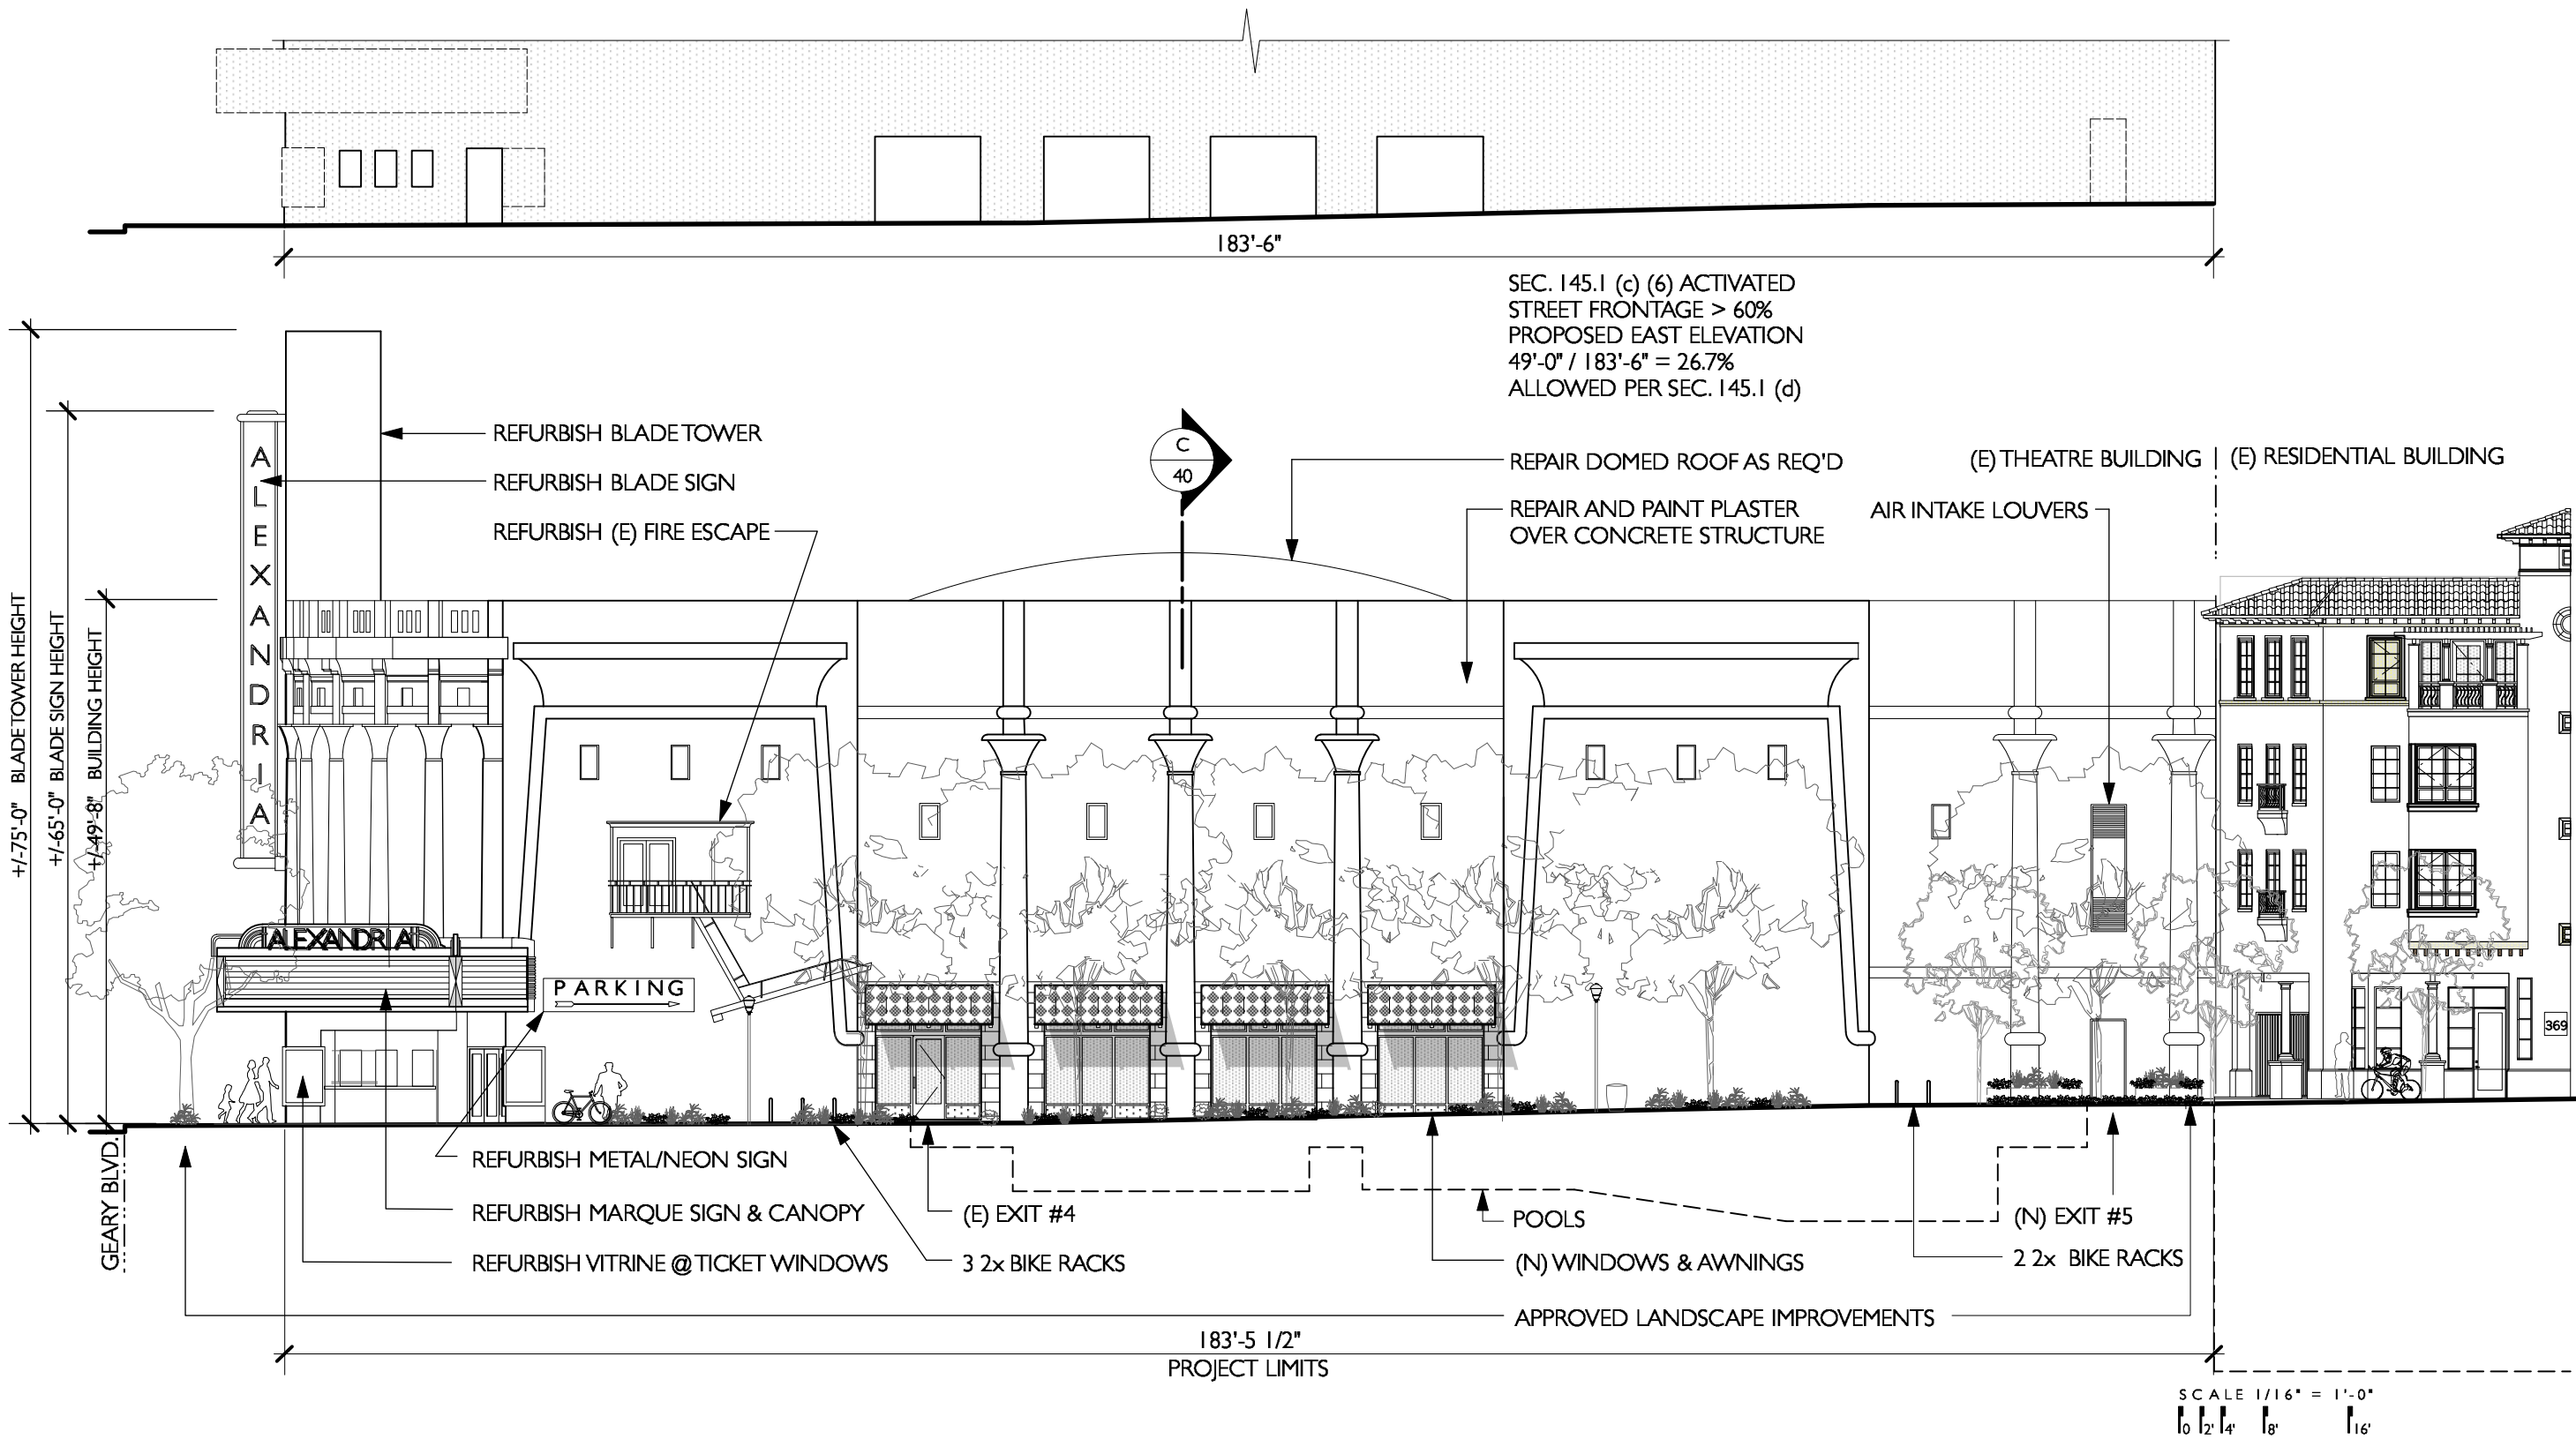 183'-6"
SEC. 145.1 (c) (6) ACTIVATED
STREET FRONTAGE > 60%
PROPOSED EAST ELEVATION
49'-0" / 183'-6" = 26.7%
ALLOWED PER SEC. 145.1 (d)
+/-75'-0" BLADE TOWER HEIGHT
+/-65'-0" BLADE SIGN HEIGHT
+/-49'-8" BUILDING HEIGHT
ALEXANDRIA
REFURBISH BLADE TOWER
REFURBISH BLADE SIGN
REFURBISH (E) FIRE ESCAPE
C
40
REPAIR DOMED ROOF AS REQ'D
REPAIR AND PAINT PLASTER
OVER CONCRETE STRUCTURE
(E) THEATRE BUILDING
(E) RESIDENTIAL BUILDING
AIR INTAKE LOUVERS
ALEXANDRIA
PARKING
369
GEARY BLVD.
REFURBISH METAL/NEON SIGN
REFURBISH MARQUE SIGN & CANOPY
REFURBISH VITRINE @ TICKET WINDOWS
(E) EXIT #4
3 2x BIKE RACKS
POOLS
(N) WINDOWS & AWNINGS
(N) EXIT #5
2 2x BIKE RACKS
APPROVED LANDSCAPE IMPROVEMENTS
183'-5 1/2"
PROJECT LIMITS
SCALE 1/16" = 1'-0"
0 2' 4' 8' 16'